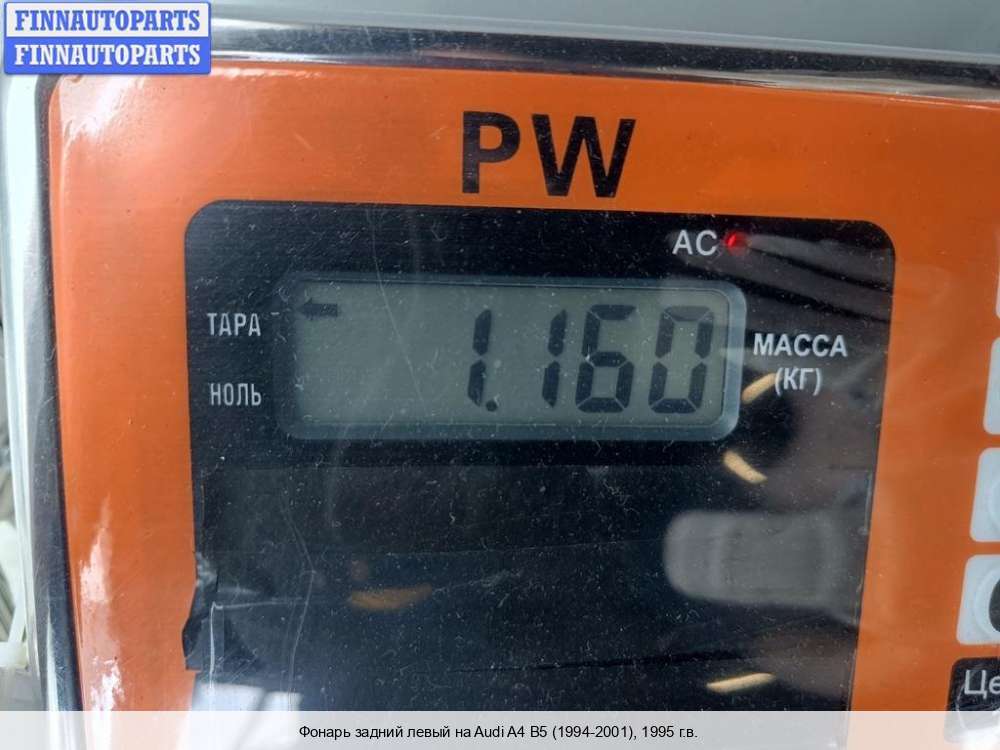 FINNAUTOPARTS
FINNAUTOPARTS
PW
AC
ТАРА
1.160
МАССА
(КГ)
НОЛЬ
Фонарь задний левый на Audi A4 B5 (1994-2001), 1995 г.в.